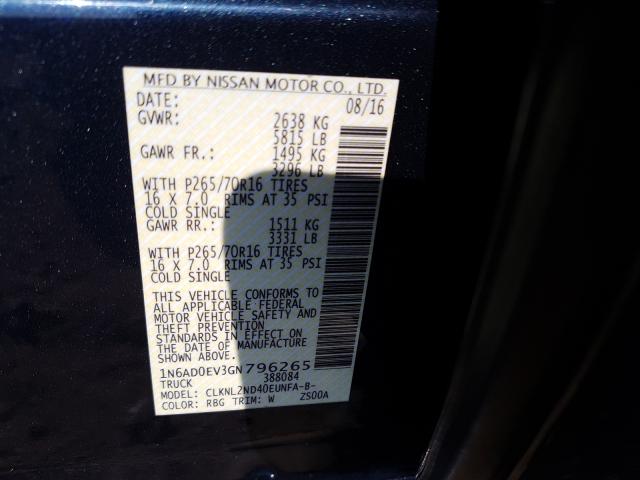 MFD BY NISSAN MOTOR CO., LTD.
DATE: 08/16
GVWR: 2638 KG
5815 LB
GAWR FR.: 1495 KG
3296 LB
WITH P265/70R16 TIRES
16 X 7.0 RIMS AT 35 PSI
COLD SINGLE
GAWR RR.: 1511 KG
3331 LB
WITH P265/70R16 TIRES
16 X 7.0 RIMS AT 35 PSI
COLD SINGLE
THIS VEHICLE CONFORMS TO
ALL APPLICABLE FEDERAL
MOTOR VEHICLE SAFETY AND
THEFT PREVENTION
STANDARDS IN EFFECT ON
THE DATE OF MANUFACTURE
SHOWN ABOVE.
1N6AD0EV3GN796265
TRUCK 388084
MODEL: CLKNL2ND40EUNFA-B-
COLOR: RBG TRIM: W ZS00A